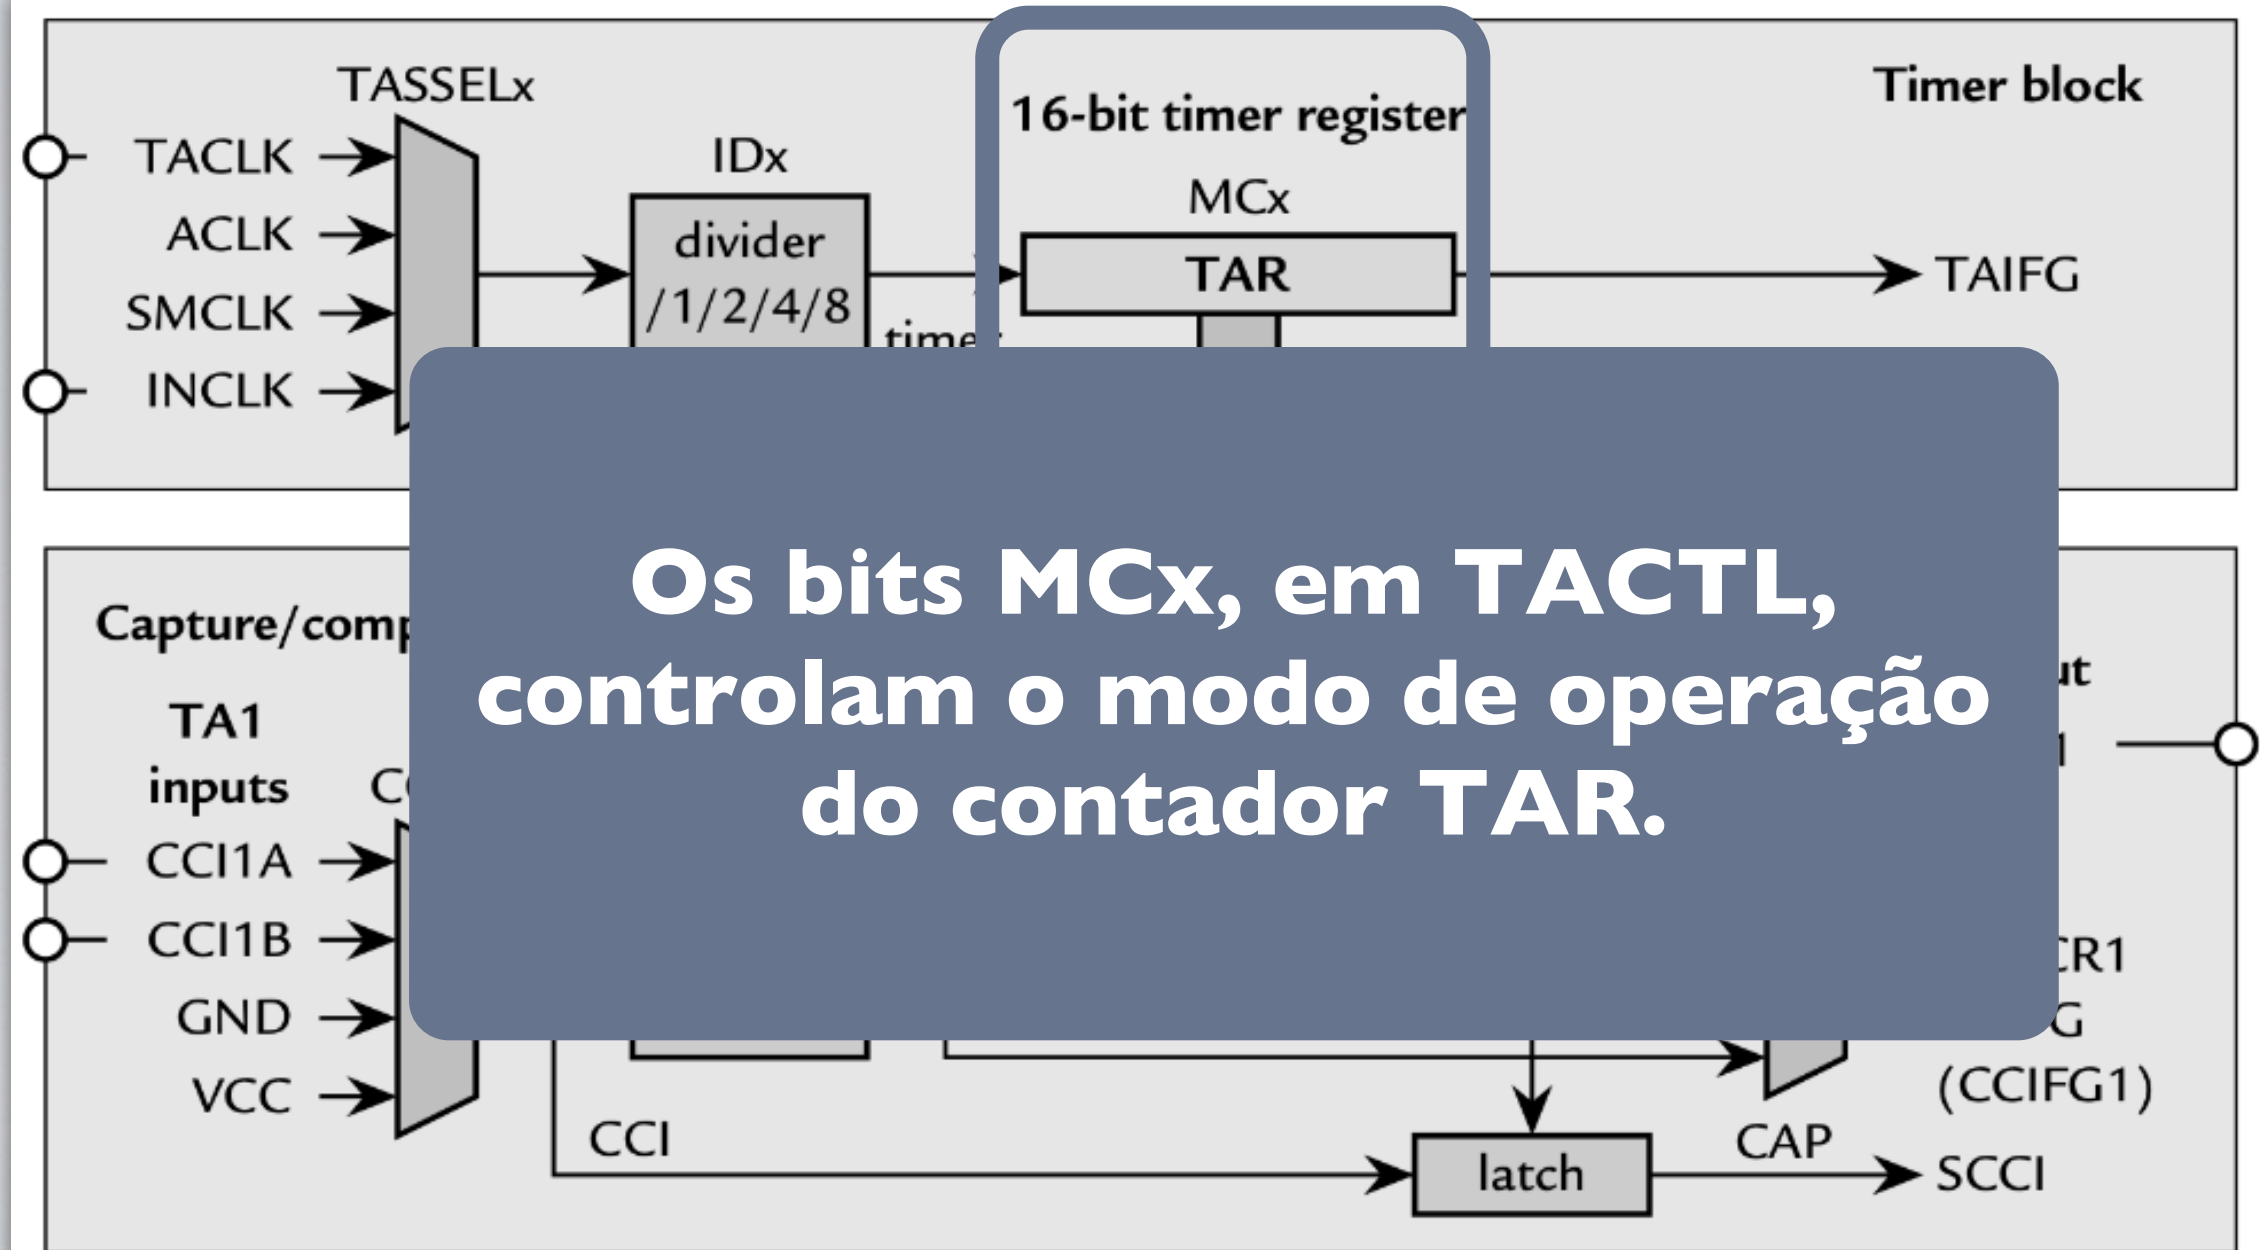 TASSELx
Timer block
16-bit timer register
TACLK
IDx
MCx
ACLK
divider
TAR
TAIFG
SMCLK
/1/2/4/8
INCLK
Os bits MCx, em TACTL,
controlam o modo de operação
do contador TAR.
TA1
inputs
CCI1A
CCI1B
GND
VCC
(CCIFG1)
CCI
CAP
latch
SCCI